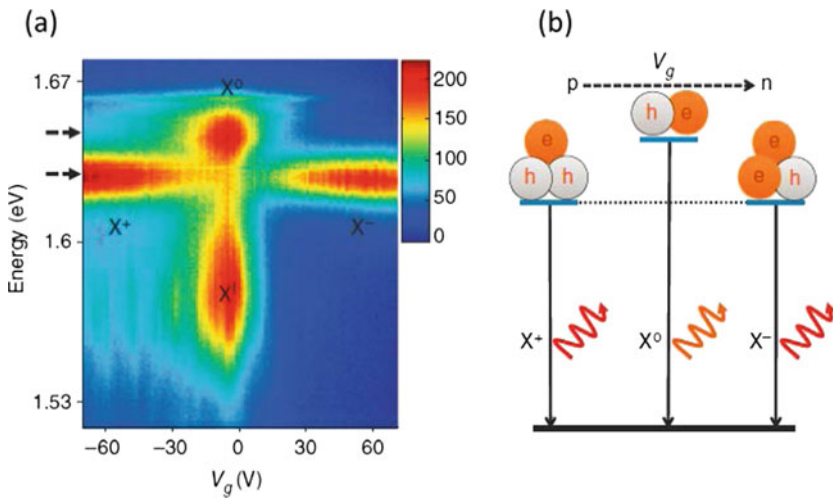 (a)
Energy (eV)
1.67
1.6
1.53
X⁰
X⁺
X⁻
Xᴵ
−60
−30
0
30
60
V_g (V)
200
150
100
50
0
(b)
V_g
p
n
h
e
e
h
h
e
e
h
X⁺
X⁰
X⁻